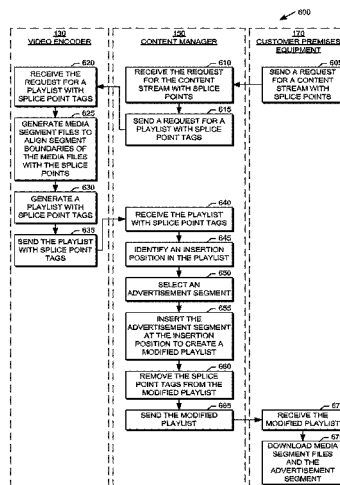 600
130
VIDEO ENCODER
150
CONTENT MANAGER
170
CUSTOMER PREMISES
EQUIPMENT
620
RECEIVE THE
REQUEST FOR A
PLAYLIST WITH
SPLICE POINT TAGS
625
GENERATE MEDIA
SEGMENT FILES TO
ALIGN SEGMENT
BOUNDARIES OF
THE MEDIA FILES
WITH THE SPLICE
POINTS
630
GENERATE A
PLAYLIST WITH
SPLICE POINT TAGS
635
SEND THE PLAYLIST
WITH SPLICE POINT
TAGS
610
RECEIVE THE REQUEST
FOR THE CONTENT
STREAM WITH SPLICE
POINTS
615
SEND A REQUEST FOR A
PLAYLIST WITH SPLICE
POINT TAGS
640
RECEIVE THE PLAYLIST
WITH SPLICE POINT TAGS
645
IDENTIFY AN INSERTION
POSITION IN THE PLAYLIST
650
SELECT AN
ADVERTISEMENT SEGMENT
655
INSERT THE
ADVERTISEMENT SEGMENT
AT THE INSERTION
POSITION TO CREATE A
MODIFIED PLAYLIST
660
REMOVE THE SPLICE
POINT TAGS FROM THE
MODIFIED PLAYLIST
665
SEND THE MODIFIED
PLAYLIST
605
SEND A REQUEST
FOR A CONTENT
STREAM WITH
SPLICE POINTS
RECEIVE THE
MODIFIED PLAYLIST
DOWNLOAD MEDIA
SEGMENT FILES
AND THE
ADVERTISEMENT
SEGMENT